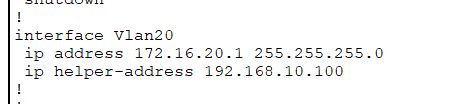 shutdown
!
interface Vlan20
ip address 172.16.20.1 255.255.255.0
ip helper-address 192.168.10.100
!